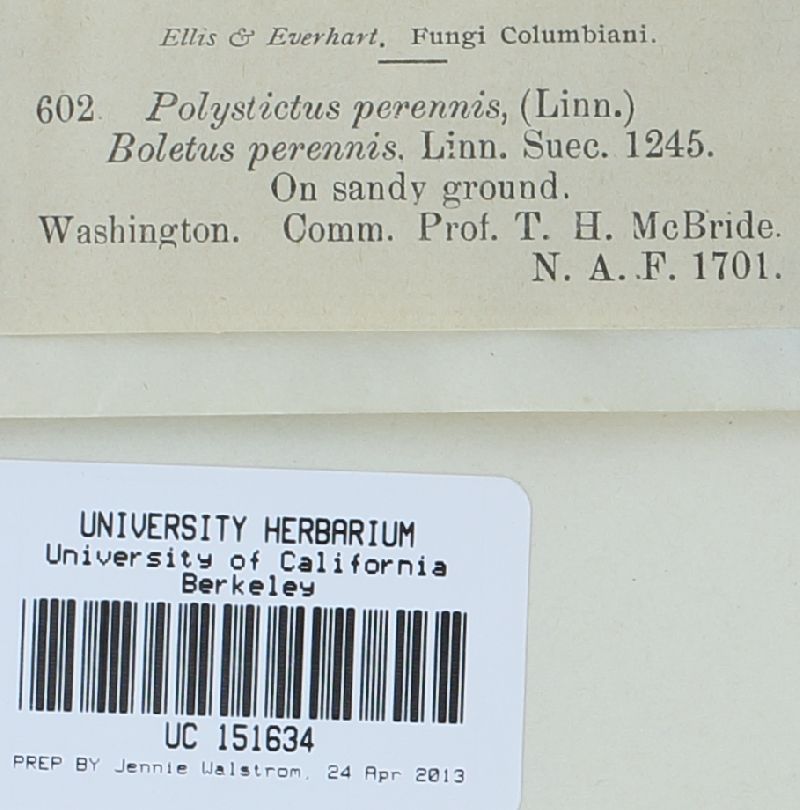 Ellis & Everhart. Fungi Columbiani.
602. Polystictus perennis, (Linn.)
Boletus perennis. Linn. Suec. 1245.
On sandy ground.
Washington. Comm. Prof. T. H. McBride.
N. A. F. 1701.
UNIVERSITY HERBARIUM
University of California
Berkeley
UC 151634
PREP BY Jennie Walstrom, 24 Apr 2013